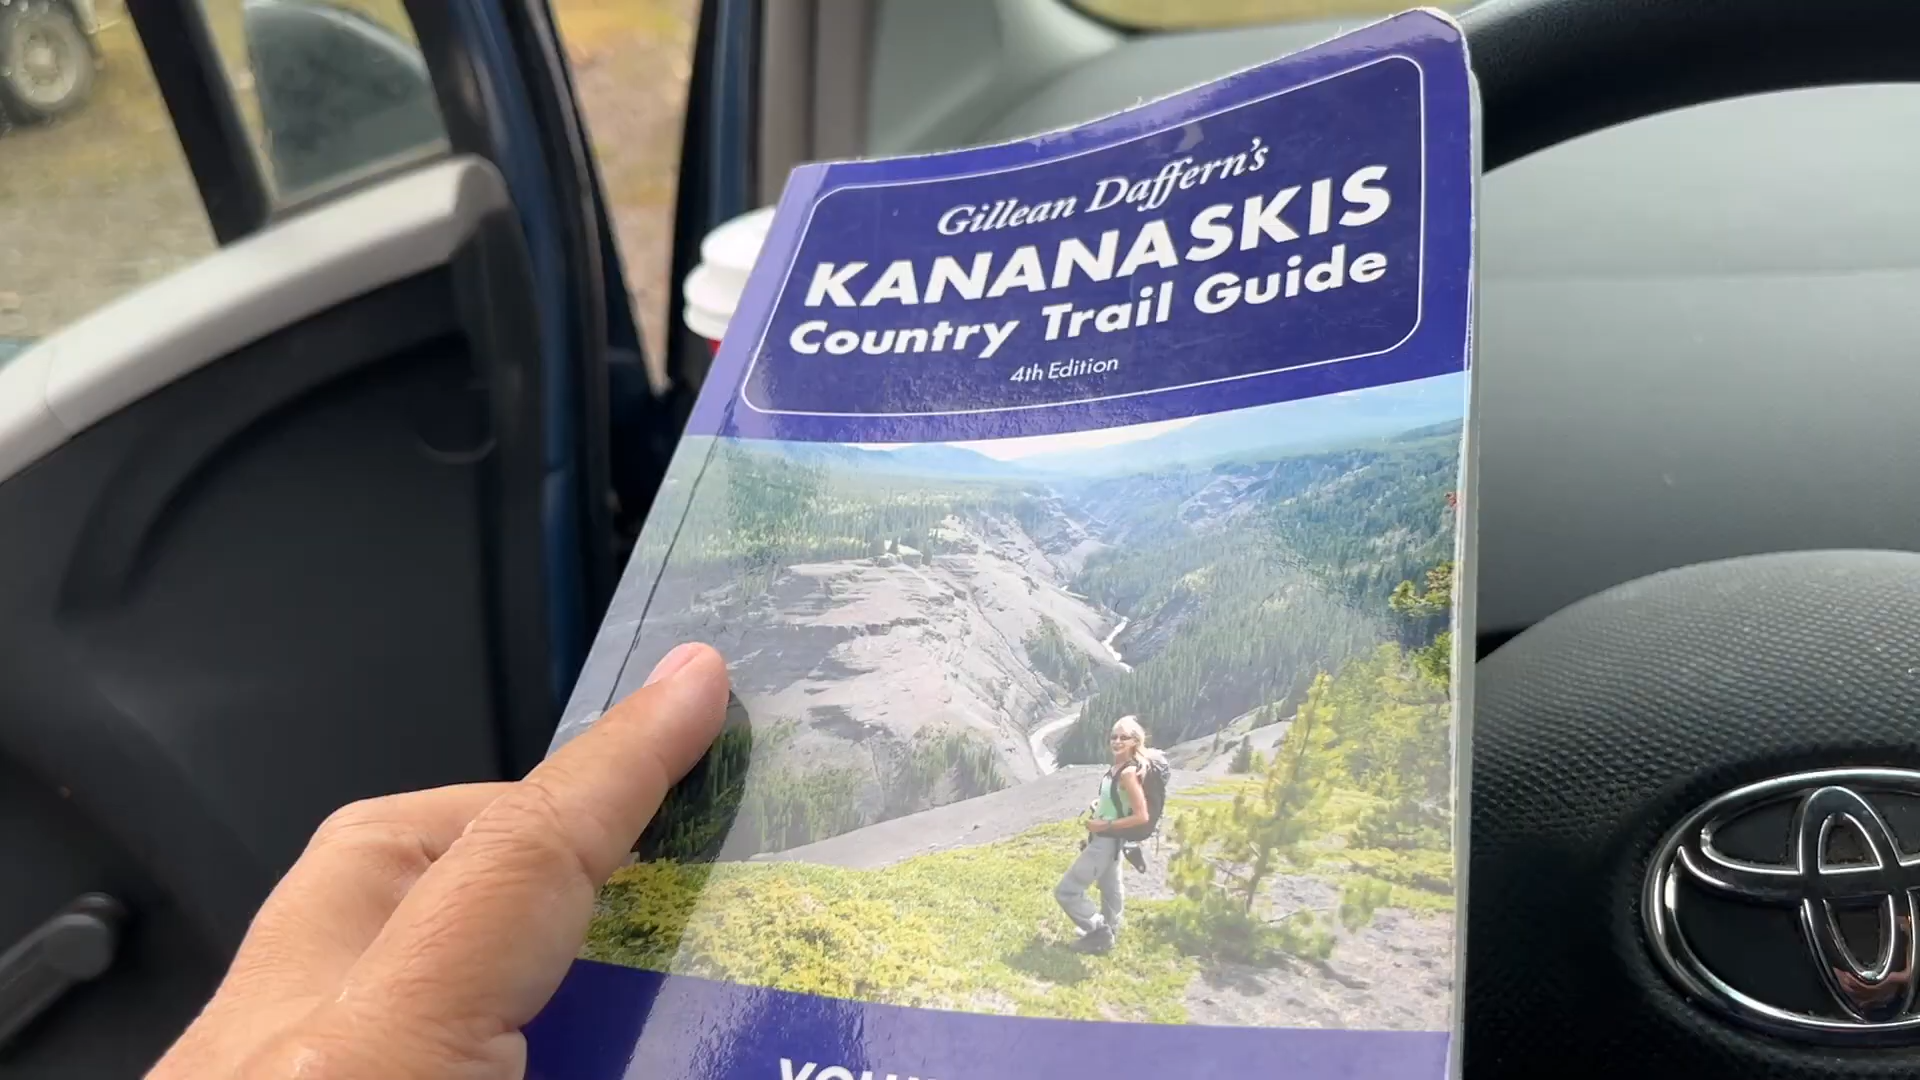 Gillean Daffern's
KANANASKIS
Country Trail Guide
4th Edition